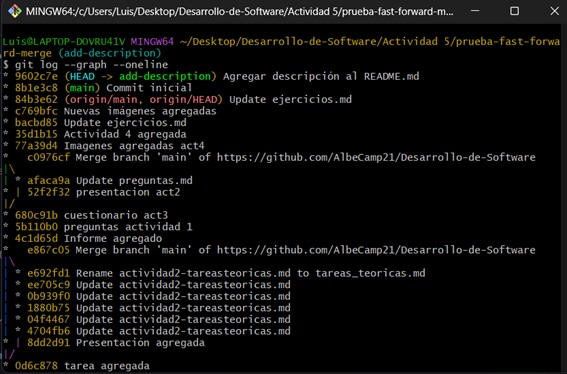 MINGW64:/c/Users/Luis/Desktop/Desarrollo-de-Software/Actividad 5/prueba-fast-forward-m...
Luis@LAPTOP-DOVRU41V MINGW64 ~/Desktop/Desarrollo-de-Software/Actividad 5/prueba-fast-forwa
rd-merge (add-description)
$ git log --graph --oneline
* 9602c7e (HEAD -> add-description) Agregar descripción al README.md
* 8b1e3c8 (main) Commit inicial
* 84b3e62 (origin/main, origin/HEAD) Update ejercicios.md
* c769bfc Nuevas imágenes agregadas
* bacbd85 Update ejercicios.md
* 35d1b15 Actividad 4 agregada
* 77a39d4 Imagenes agregadas act4
*   c0976cf Merge branch 'main' of https://github.com/AlbeCamp21/Desarrollo-de-Software
|\
| * afaca9a Update preguntas.md
* | 52f2f32 presentacion act2
|/
* 680c91b cuestionario act3
* 5b110b0 preguntas actividad 1
* 4c1d65d Informe agregado
*   e867c05 Merge branch 'main' of https://github.com/AlbeCamp21/Desarrollo-de-Software
|\
| * e692fd1 Rename actividad2-tareasteoricas.md to tareas_teoricas.md
| * ee705c9 Update actividad2-tareasteoricas.md
| * 0b939f0 Update actividad2-tareasteoricas.md
| * 1880b75 Update actividad2-tareasteoricas.md
| * 04f4467 Update actividad2-tareasteoricas.md
| * 4704fb6 Update actividad2-tareasteoricas.md
* | 8dd2d91 Presentación agregada
|/
* 0d6c878 tarea agregada